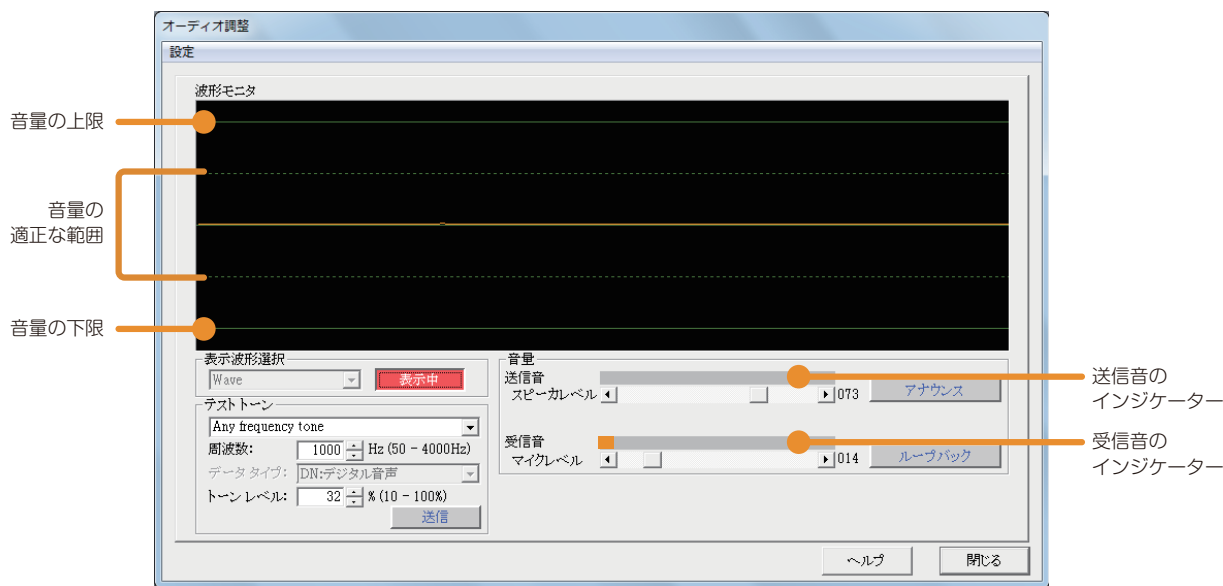 オーディオ調整
設定
波形モニタ
音量の上限
音量の
適正な範囲
音量の下限
表示波形選択
Wave
表示中
テストトーン
Any frequency tone
周波数: 1000 Hz (50 - 4000Hz)
データ タイプ: DN:デジタル音声
トーン レベル: 32 % (10 - 100%)
送信
音量
送信音
スピーカレベル 073 アナウンス
受信音
マイクレベル 014 ループバック
送信音の
インジケーター
受信音の
インジケーター
ヘルプ 閉じる